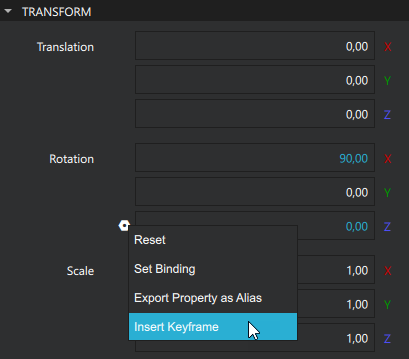 TRANSFORM
Translation 0,00 X
0,00 Y
0,00 Z
Rotation 90,00 X
0,00 Y
0,00 Z
Reset
Set Binding
Scale 1,00 X
Export Property as Alias 1,00 Y
Insert Keyframe 1,00 Z